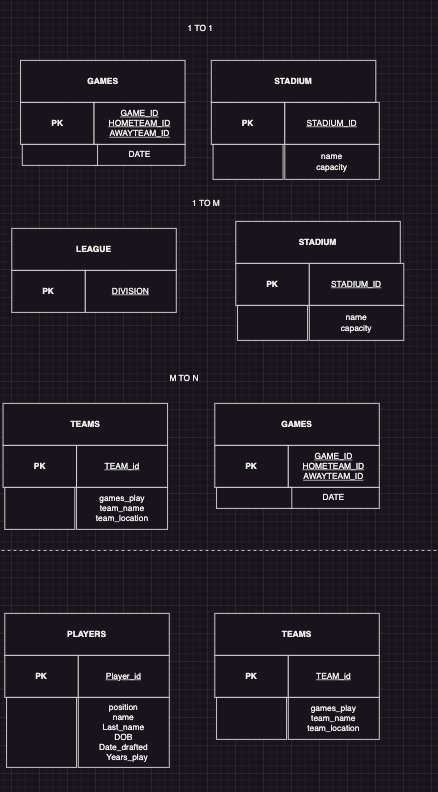 1 TO 1
GAMES
STADIUM
PK
GAME_ID
HOMETEAM_ID
AWAYTEAM_ID
PK
STADIUM_ID
DATE
name
capacity
1 TO M
LEAGUE
STADIUM
PK
DIVISION
PK
STADIUM_ID
name
capacity
M TO N
TEAMS
GAMES
PK
TEAM_id
PK
GAME_ID
HOMETEAM_ID
AWAYTEAM_ID
games_play
team_name
team_location
DATE
PLAYERS
TEAMS
PK
Player_id
PK
TEAM_id
position
name
Last_name
DOB
Date_drafted
Years_play
games_play
team_name
team_location